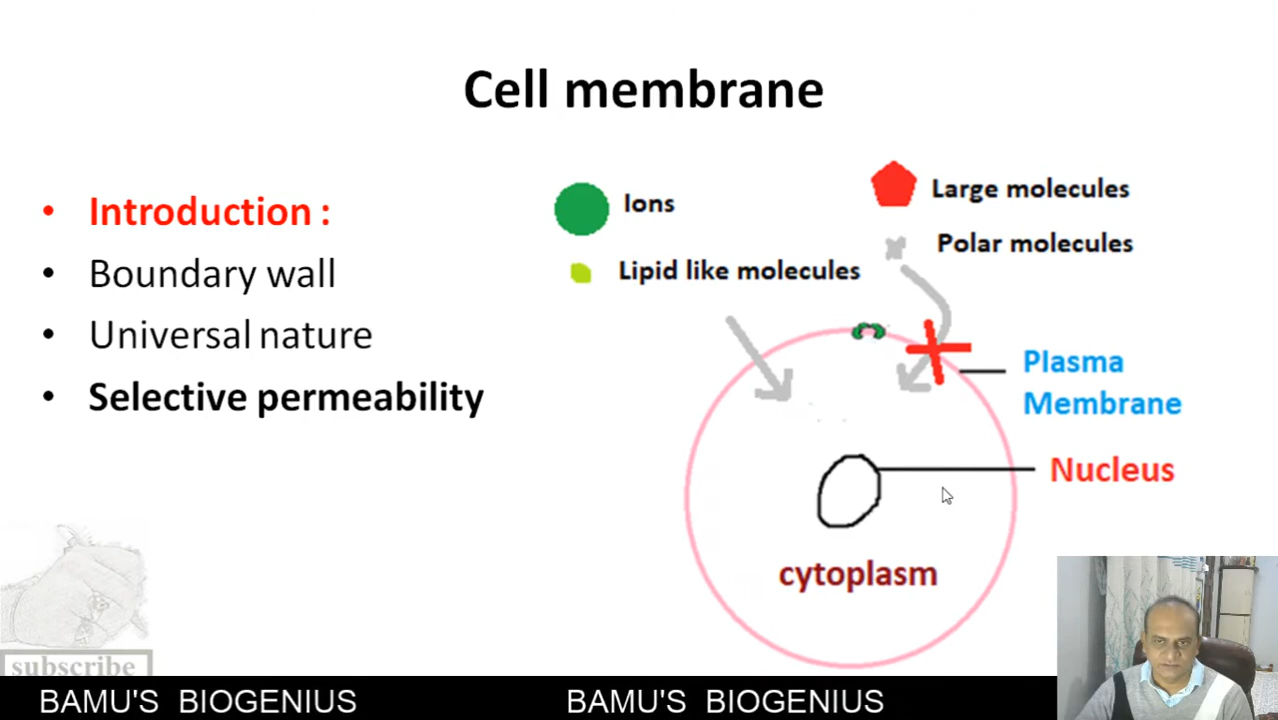 Cell membrane
• Introduction :
• Boundary wall
• Universal nature
• Selective permeability
Ions
Lipid like molecules
Large molecules
Polar molecules
Plasma
Membrane
Nucleus
cytoplasm
subscribe
BAMU'S BIOGENIUS
BAMU'S BIOGENIUS